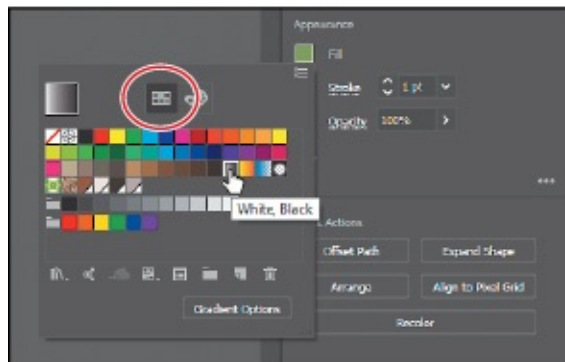 Appearance
Fill
Stroke 1 pt
Opacity 100%
White, Black
Actions
Offset Path Expand Shape
Arrange Align to Pixel Grid
Gradient Options
Recolor